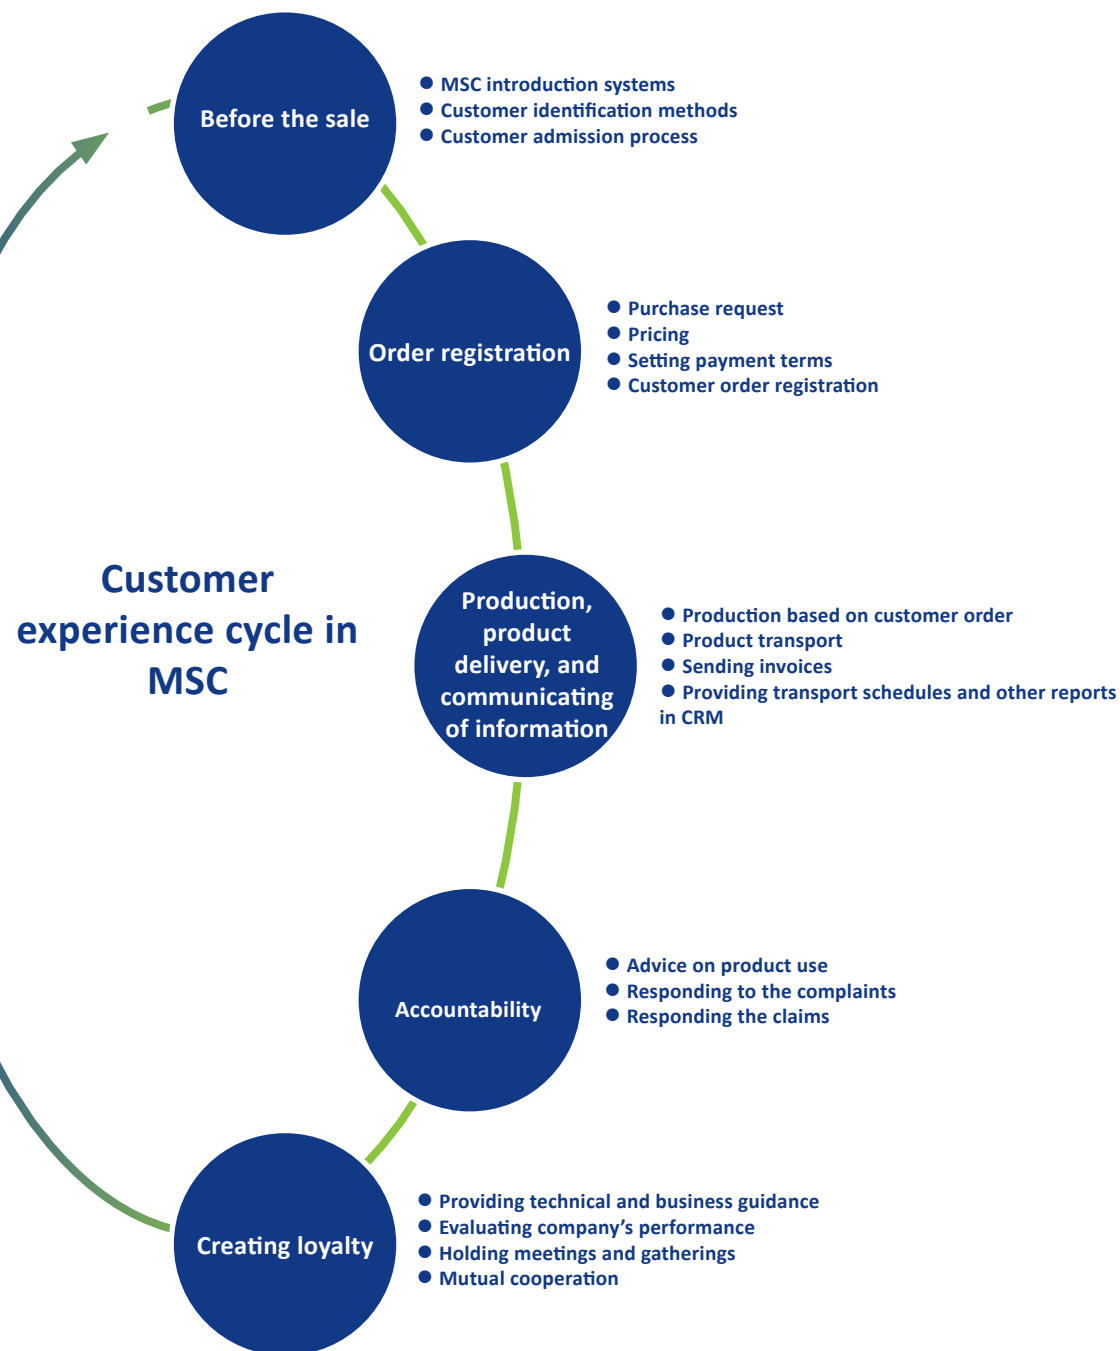 Before the sale
● MSC introduction systems
● Customer identification methods
● Customer admission process
Order registration
● Purchase request
● Pricing
● Setting payment terms
● Customer order registration
Customer
experience cycle in
MSC
Production,
product
delivery, and
communicating
of information
● Production based on customer order
● Product transport
● Sending invoices
● Providing transport schedules and other reports
in CRM
Accountability
● Advice on product use
● Responding to the complaints
● Responding the claims
Creating loyalty
● Providing technical and business guidance
● Evaluating company’s performance
● Holding meetings and gatherings
● Mutual cooperation